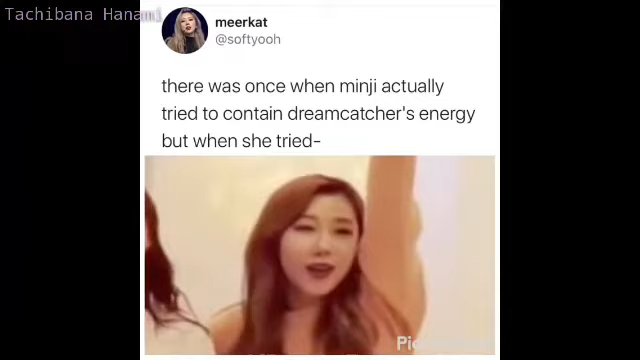 Tachibana Hanami
meerkat
@softyooh
there was once when minji actually
tried to contain dreamcatcher's energy
but when she tried-